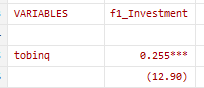 VARIABLES f1_Investment
tobinq 0.255***
(12.90)